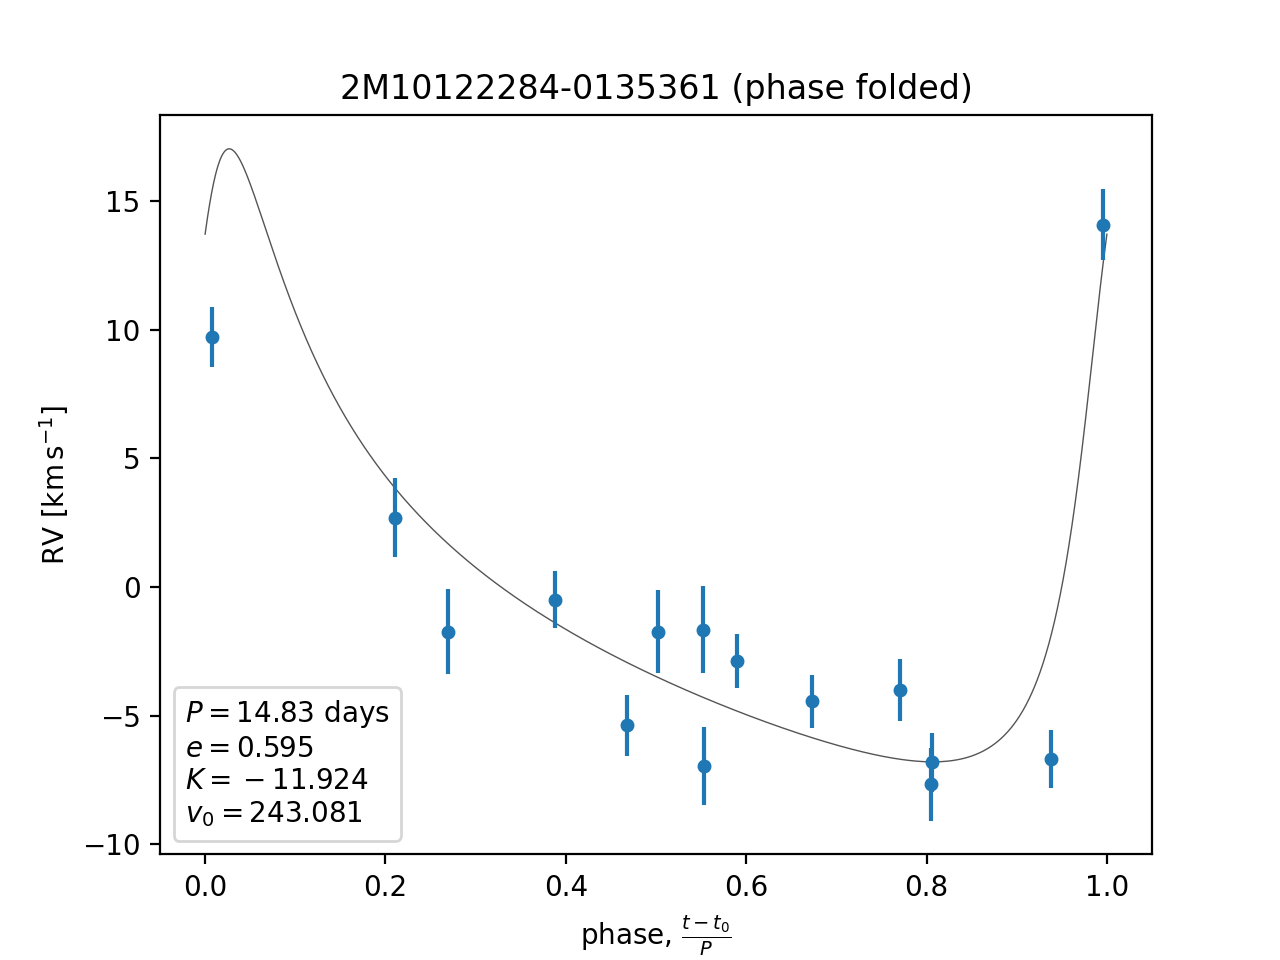 2M10122284-0135361 (phase folded)
RV [km s⁻¹]
15
10
5
0
−5
−10
P = 14.83 days
e = 0.595
K = − 11.924
v₀ = 243.081
0.0 0.2 0.4 0.6 0.8 1.0
phase, (t − t₀)/P